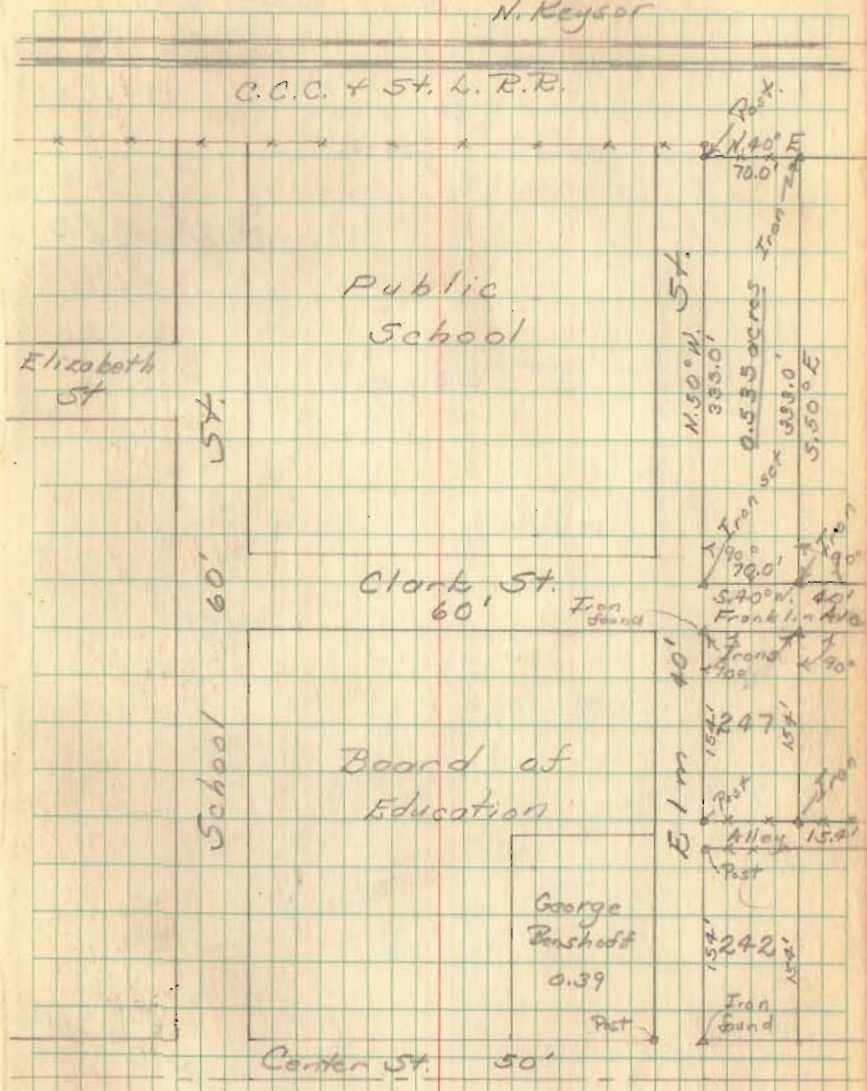 N. Keysor
C.C.C. & St. L. R.R.
Post.
N.40° E
70.0'
Iron
Public
School
Elizabeth
St
St.
60'
School
N.50°W.
333.0'
St.
0.535 acres
333.0'
S.50°E
Iron set
Iron
90°
90°
70.0'
S.40°W. 40'
Franklin Ave
Clark St.
60'
Iron
found
Irons
90°
90°
Elm 40'
154' 247 154'
Board of
Education
Post
Iron
Alley 15.4'
Post
George
Benshoff
0.39
154' 242 154'
Post
Iron
found
Center St. 50'